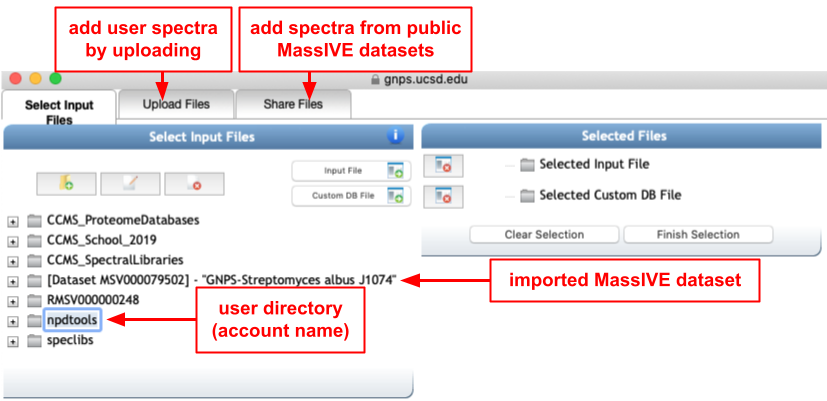 add user spectra
by uploading
add spectra from public
MassIVE datasets
gnps.ucsd.edu
Select Input
Files
Upload Files
Share Files
Select Input Files
i
Selected Files
Input File
Custom DB File
Selected Input File
Selected Custom DB File
Clear Selection
Finish Selection
CCMS_ProteomeDatabases
CCMS_School_2019
CCMS_SpectralLibraries
[Dataset MSV000079502] - "GNPS-Streptomyces albus J1074"
imported MassIVE dataset
RMSV000000248
npdtools
user directory
(account name)
speclibs